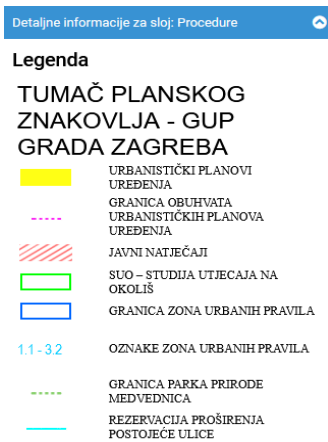 Detaljne informacije za sloj: Procedure
Legenda
TUMAČ PLANSKOG
ZNAKOVLJA - GUP
GRADA ZAGREBA
URBANISTIČKI PLANOVI
UREĐENJA
GRANICA OBUHVATA
URBANISTIČKIH PLANOVA
UREĐENJA
JAVNI NATJEČAJI
SUO – STUDIJA UTJECAJA NA
OKOLIŠ
GRANICA ZONA URBANIH PRAVILA
1.1 - 3.2 OZNAKE ZONA URBANIH PRAVILA
GRANICA PARKA PRIRODE
MEDVEDNICA
REZERVACIJA PROŠIRENJA
POSTOJEĆE ULICE